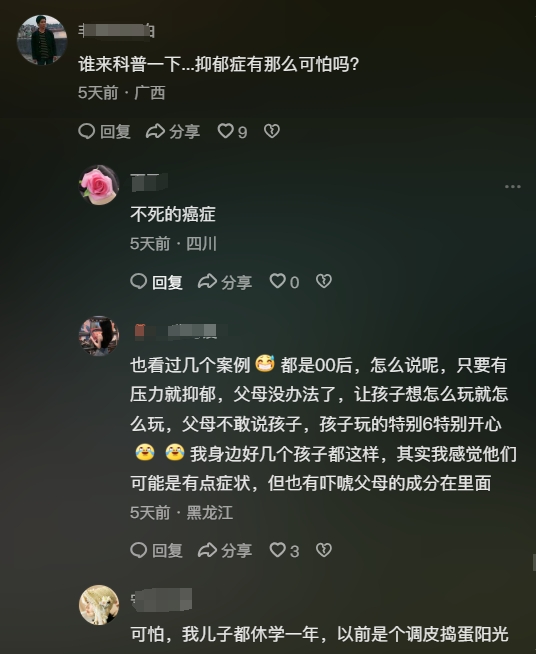 谁来科普一下...抑郁症有那么可怕吗?
5天前 · 广西
回复 分享 9
不死的癌症
5天前 · 四川
回复 分享 0
也看过几个案例😅 都是00后，怎么说呢，只要有
压力就抑郁，父母没办法了，让孩子想怎么玩就怎
么玩，父母不敢说孩子，孩子玩的特别6特别开心
😂 😂 我身边好几个孩子都这样，其实我感觉他们
可能是有点症状，但也有吓唬父母的成分在里面
5天前 · 黑龙江
回复 分享 3
可怕，我儿子都休学一年，以前是个调皮捣蛋阳光